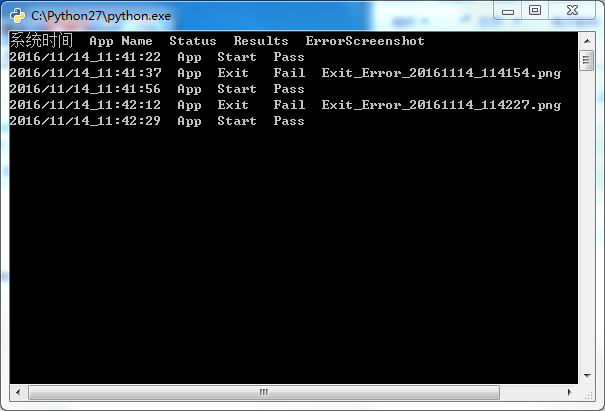 C:\Python27\python.exe
系统时间 App Name Status Results ErrorScreenshot
2016/11/14_11:41:22 App Start Pass
2016/11/14_11:41:37 App Exit Fail Exit_Error_20161114_114154.png
2016/11/14_11:41:56 App Start Pass
2016/11/14_11:42:12 App Exit Fail Exit_Error_20161114_114227.png
2016/11/14_11:42:29 App Start Pass